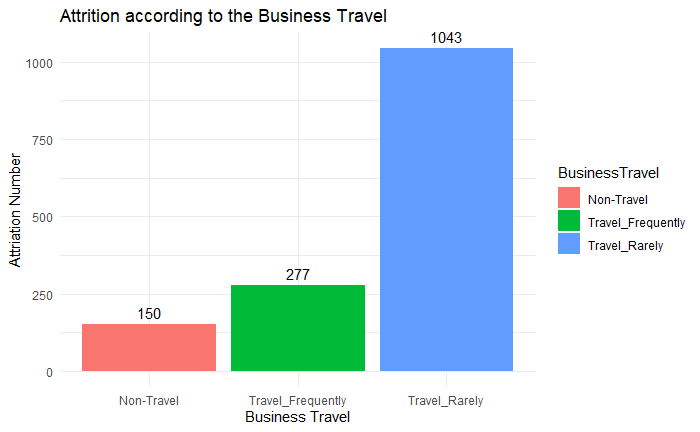 Attrition according to the Business Travel
1043
1000
750
500
250
0
277
150
Attriation Number
Non-Travel
Travel_Frequently
Travel_Rarely
Business Travel
BusinessTravel
Non-Travel
Travel_Frequently
Travel_Rarely